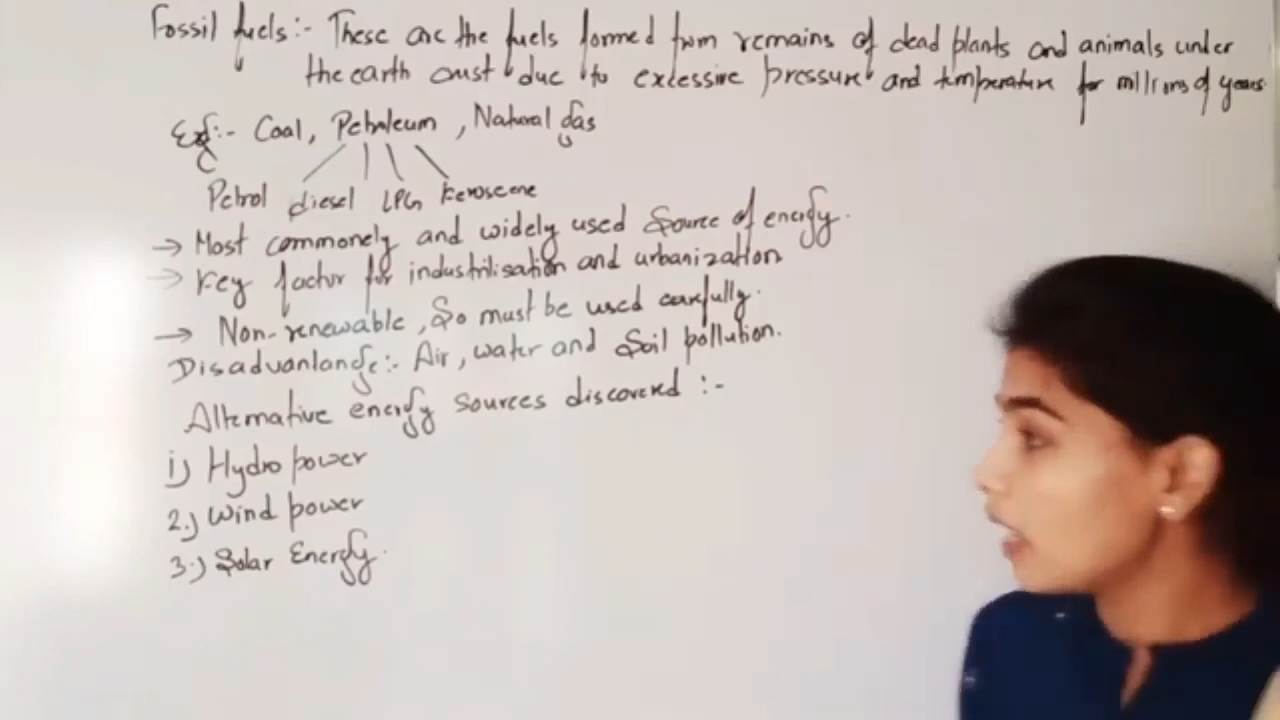 Fossil fuels :- These are the fuels formed from remains of dead plants and animals under
the earth crust due to excessive pressure and temperature for millions of years
Eg :- Coal, Petroleum, Natural gas
Petrol diesel LPG Keroscene
→ Most commonely and widely used source of energy.
→ Key factor for industrilisation and urbanization
→ Non-renewable, So must be used carefully.
Disadvantage :- Air, water and Soil pollution.
Alternative energy sources discovered :-
1) Hydro power
2.) Wind power
3.) Solar Energy.